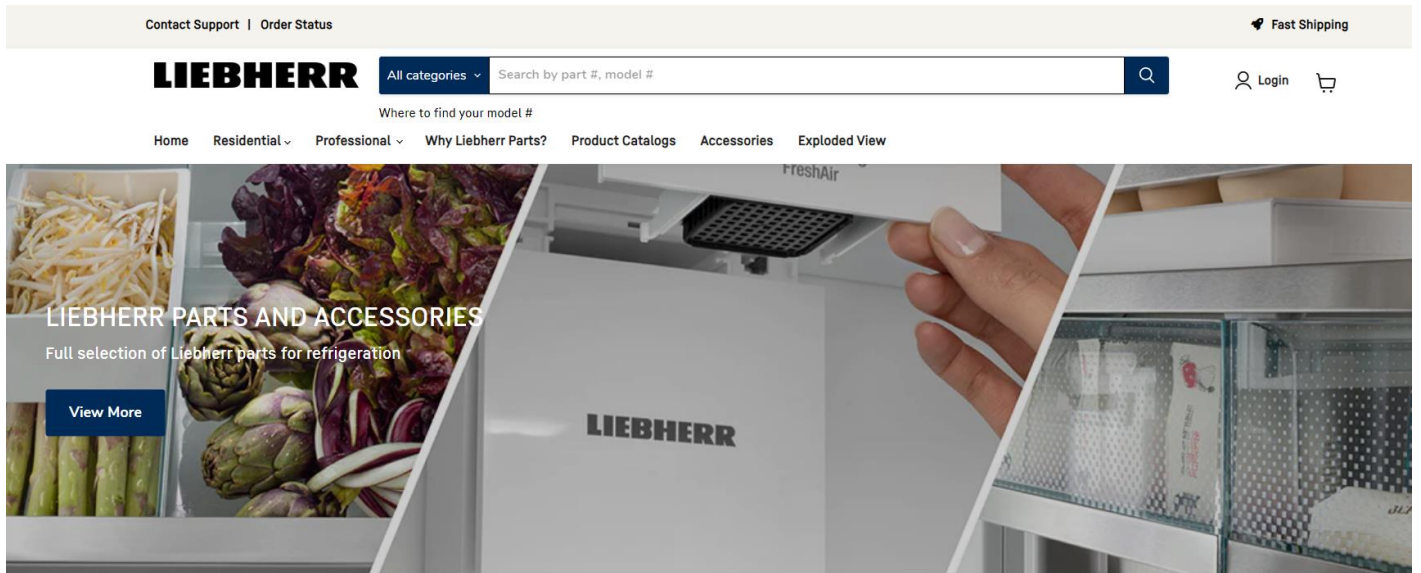 Contact Support | Order Status
Fast Shipping
LIEBHERR
All categories
Search by part #, model #
Login
Where to find your model #
Home Residential Professional Why Liebherr Parts? Product Catalogs Accessories Exploded View
FreshAir
LIEBHERR PARTS AND ACCESSORIES
Full selection of Liebherr parts for refrigeration
View More
LIEBHERR